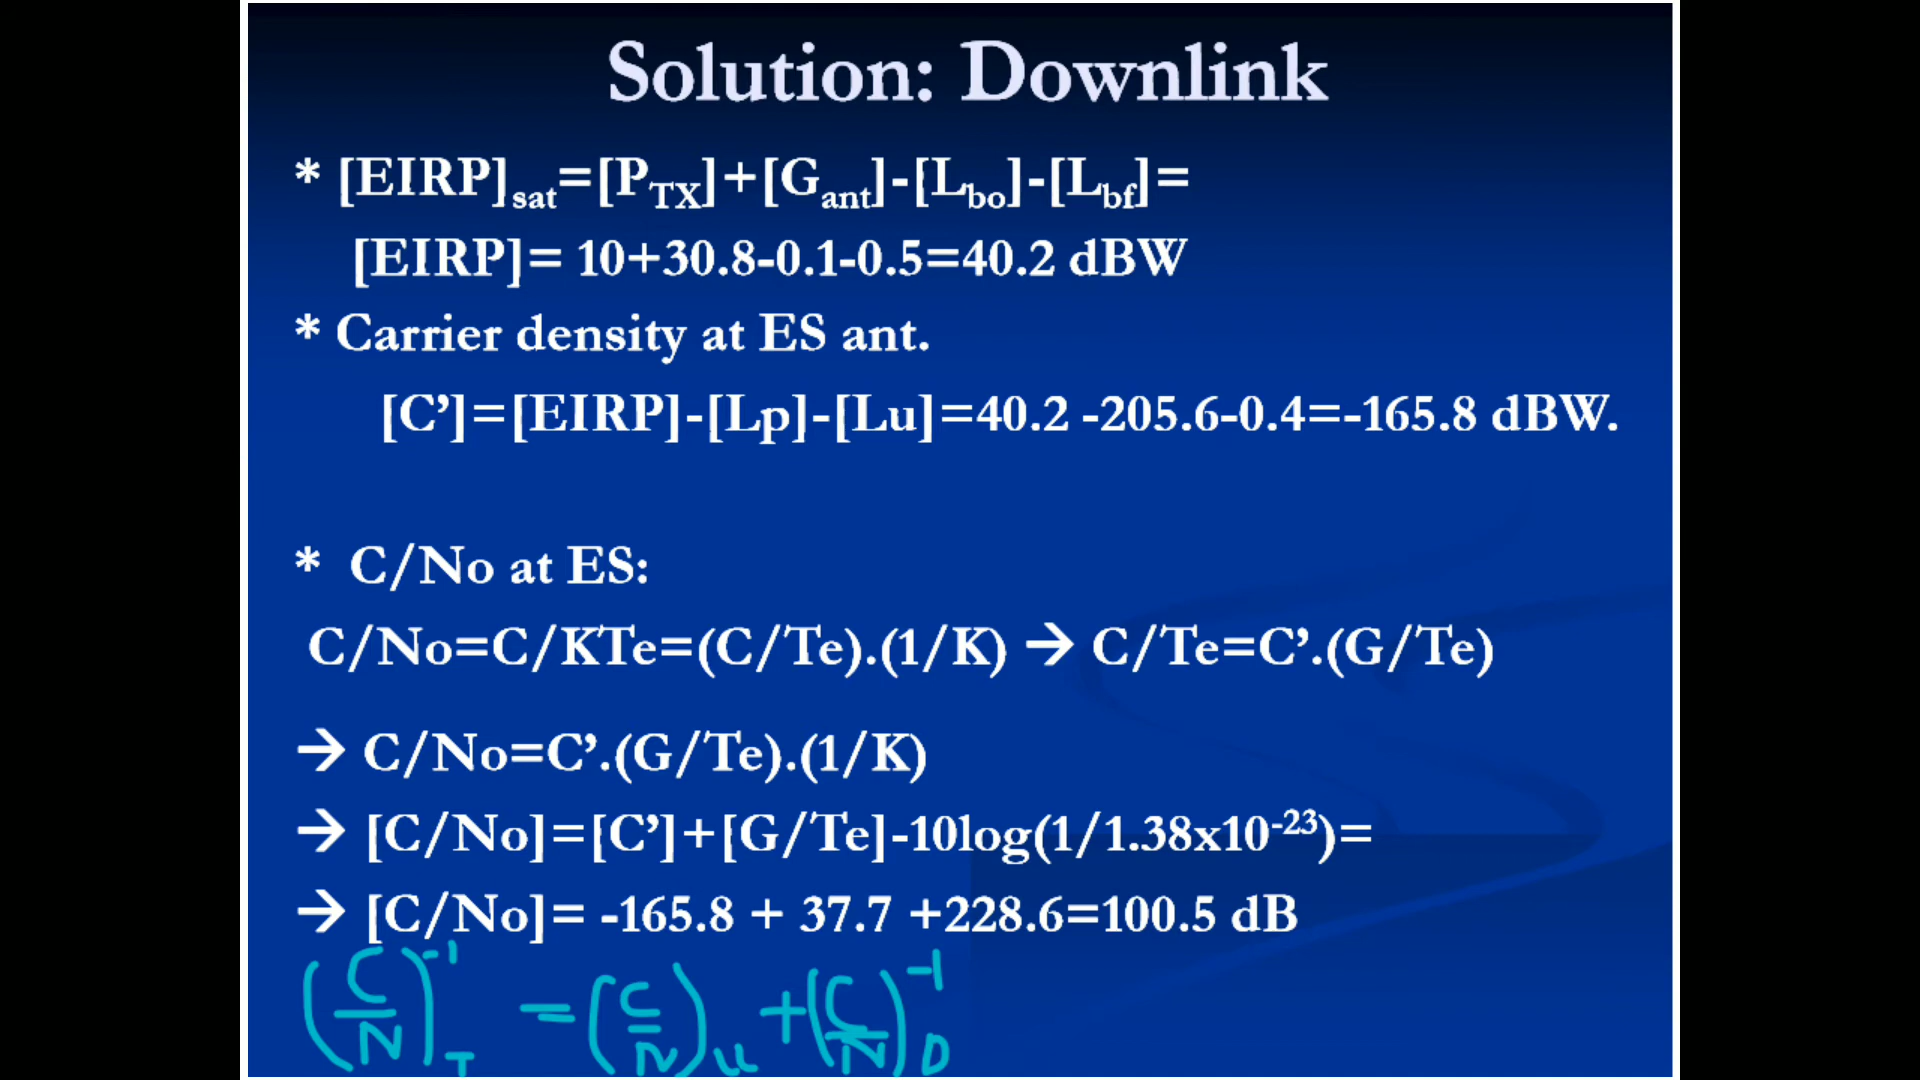 Solution: Downlink
* [EIRP]sat=[PTX]+[Gant]-[Lbo]-[Lbf]=
[EIRP]= 10+30.8-0.1-0.5=40.2 dBW
* Carrier density at ES ant.
[C’]=[EIRP]-[Lp]-[Lu]=40.2 -205.6-0.4=-165.8 dBW.
* C/No at ES:
C/No=C/KTe=(C/Te).(1/K) → C/Te=C’.(G/Te)
→ C/No=C’.(G/Te).(1/K)
→ [C/No]=[C’]+[G/Te]-10log(1/1.38x10-23)=
→ [C/No]= -165.8 + 37.7 +228.6=100.5 dB
(C/N)T-1 = (C/N)u + (C/N)D-1